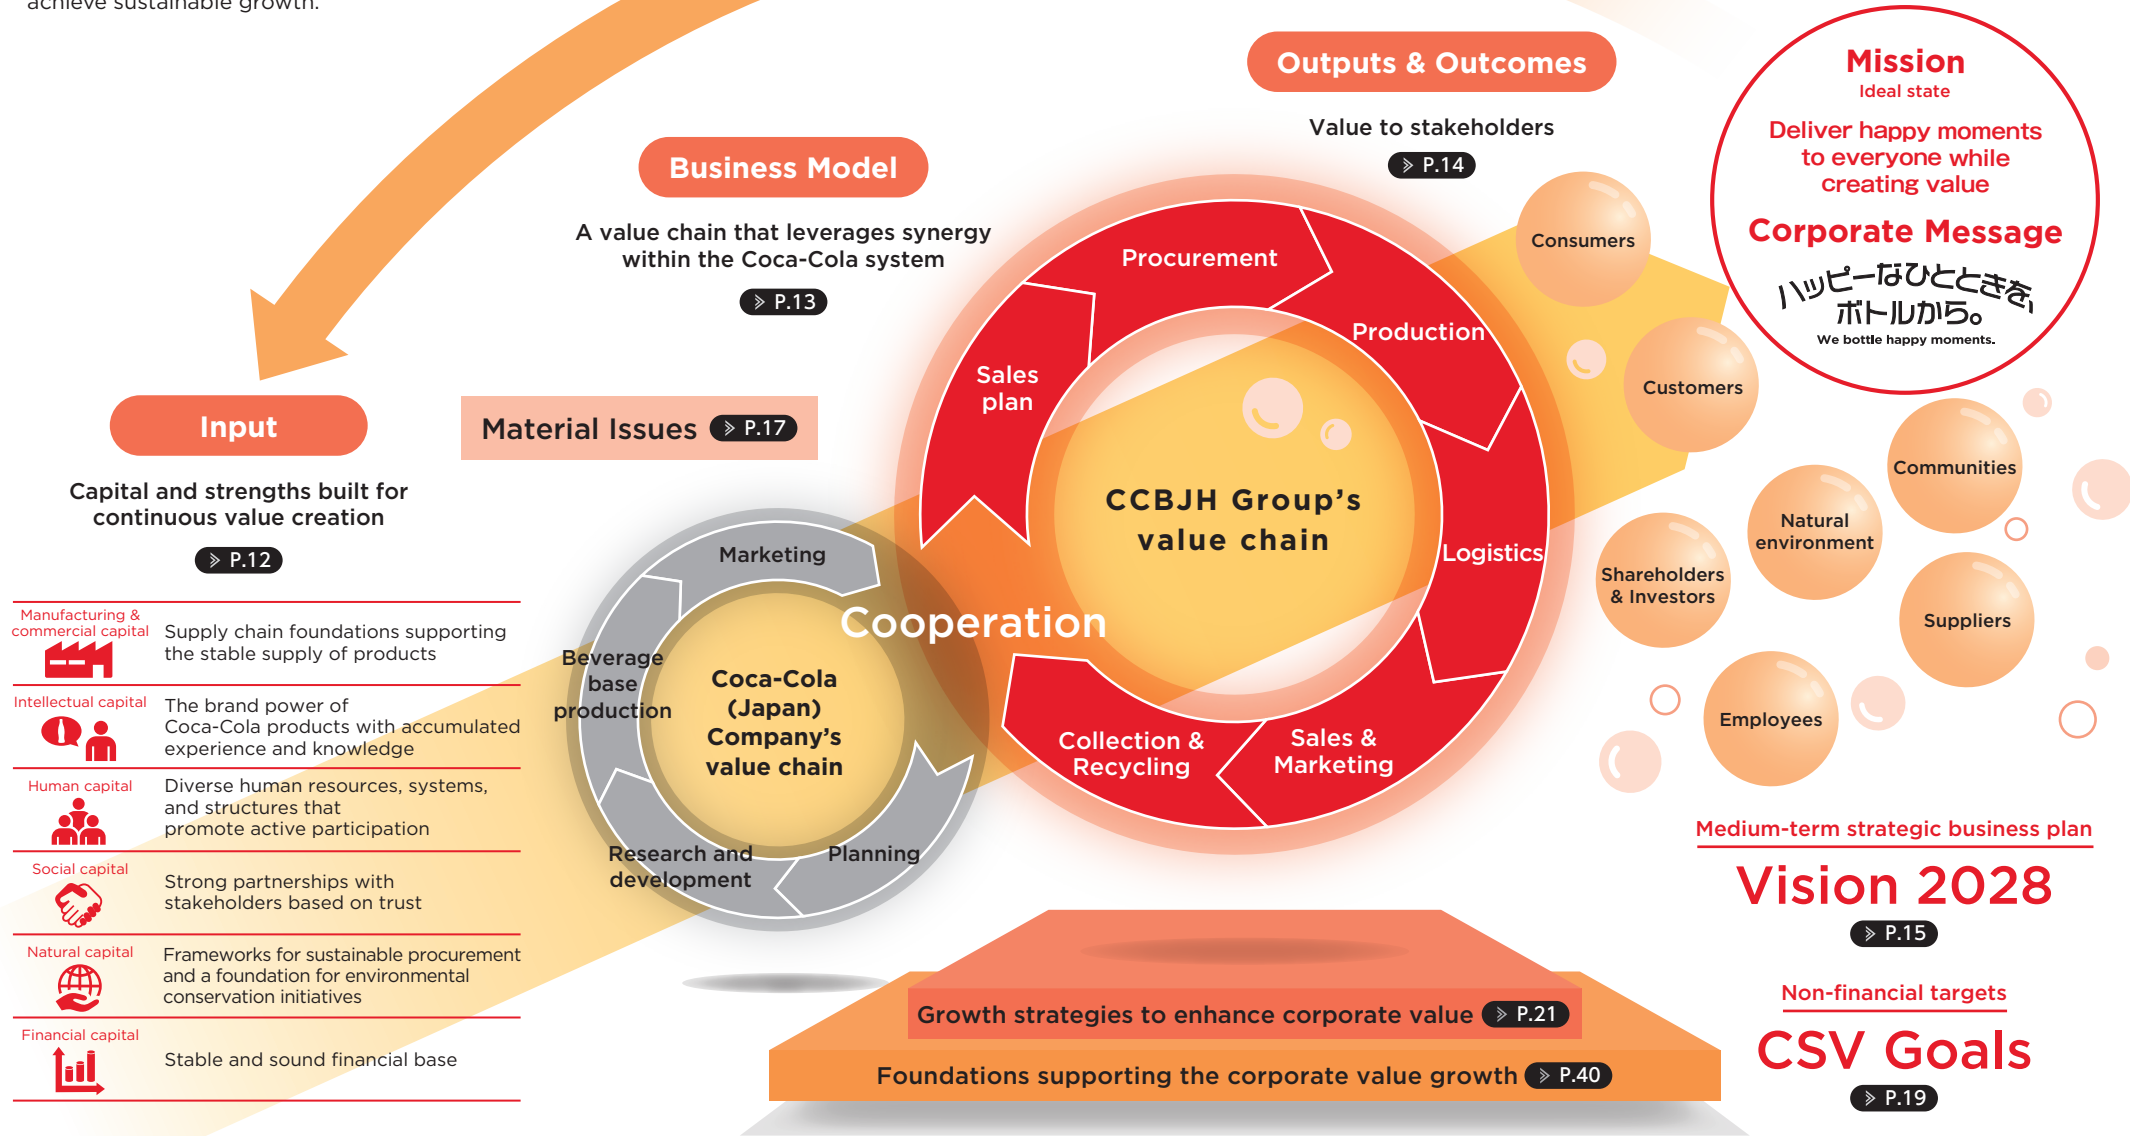 achieve sustainable growth.
Input
Capital and strengths built for
continuous value creation
P.12
Manufacturing &
commercial capital
Supply chain foundations supporting
the stable supply of products
Intellectual capital
The brand power of
Coca-Cola products with accumulated
experience and knowledge
Human capital
Diverse human resources, systems,
and structures that
promote active participation
Social capital
Strong partnerships with
stakeholders based on trust
Natural capital
Frameworks for sustainable procurement
and a foundation for environmental
conservation initiatives
Financial capital
Stable and sound financial base
Business Model
A value chain that leverages synergy
within the Coca-Cola system
P.13
Material Issues P.17
Coca-Cola
(Japan)
Company's
value chain
Marketing
Beverage
base
production
Research and
development
Planning
Cooperation
CCBJH Group's
value chain
Sales
plan
Procurement
Production
Logistics
Sales &
Marketing
Collection &
Recycling
Outputs & Outcomes
Value to stakeholders
P.14
Consumers
Customers
Communities
Natural
environment
Shareholders
& Investors
Suppliers
Employees
Mission
Ideal state
Deliver happy moments
to everyone while
creating value
Corporate Message
ハッピーなひとときを、
ボトルから。
We bottle happy moments.
Medium-term strategic business plan
Vision 2028
P.15
Non-financial targets
CSV Goals
P.19
Growth strategies to enhance corporate value P.21
Foundations supporting the corporate value growth P.40